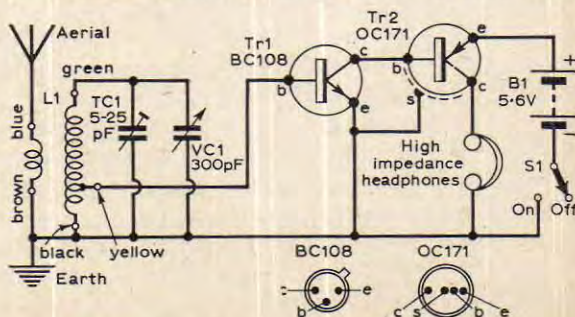 Aerial
Tr1
BC108
Tr2
OC171
green
L1
TC1
5-25
pF
VC1
300pF
b
c
e
b
s
e
c
B1
5·6V
+
−
blue
brown
High
impedance
headphones
S1
On
Off
black
yellow
Earth
BC108
OC171
c
b
e
c
s
b
e